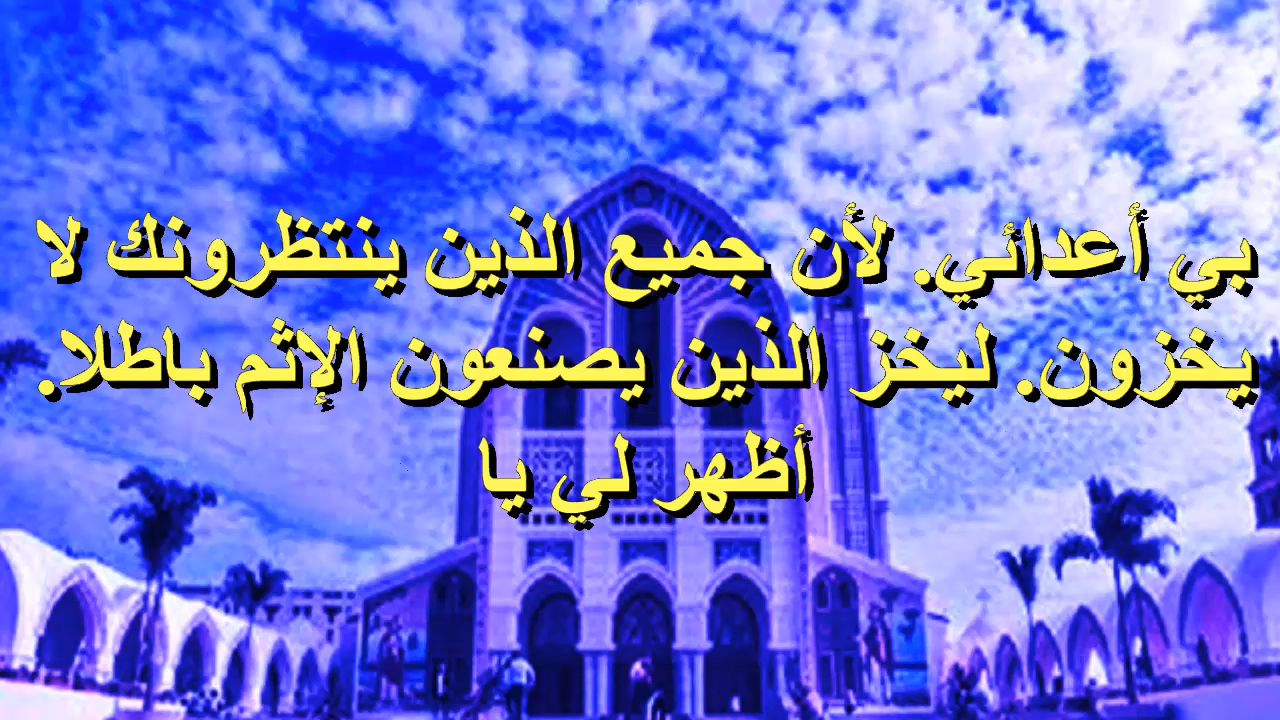 بي أعدائي. لأن جميع الذين ينتظرونك لا
يخزون. ليخز الذين يصنعون الإثم باطلا.
أظهر لي يا